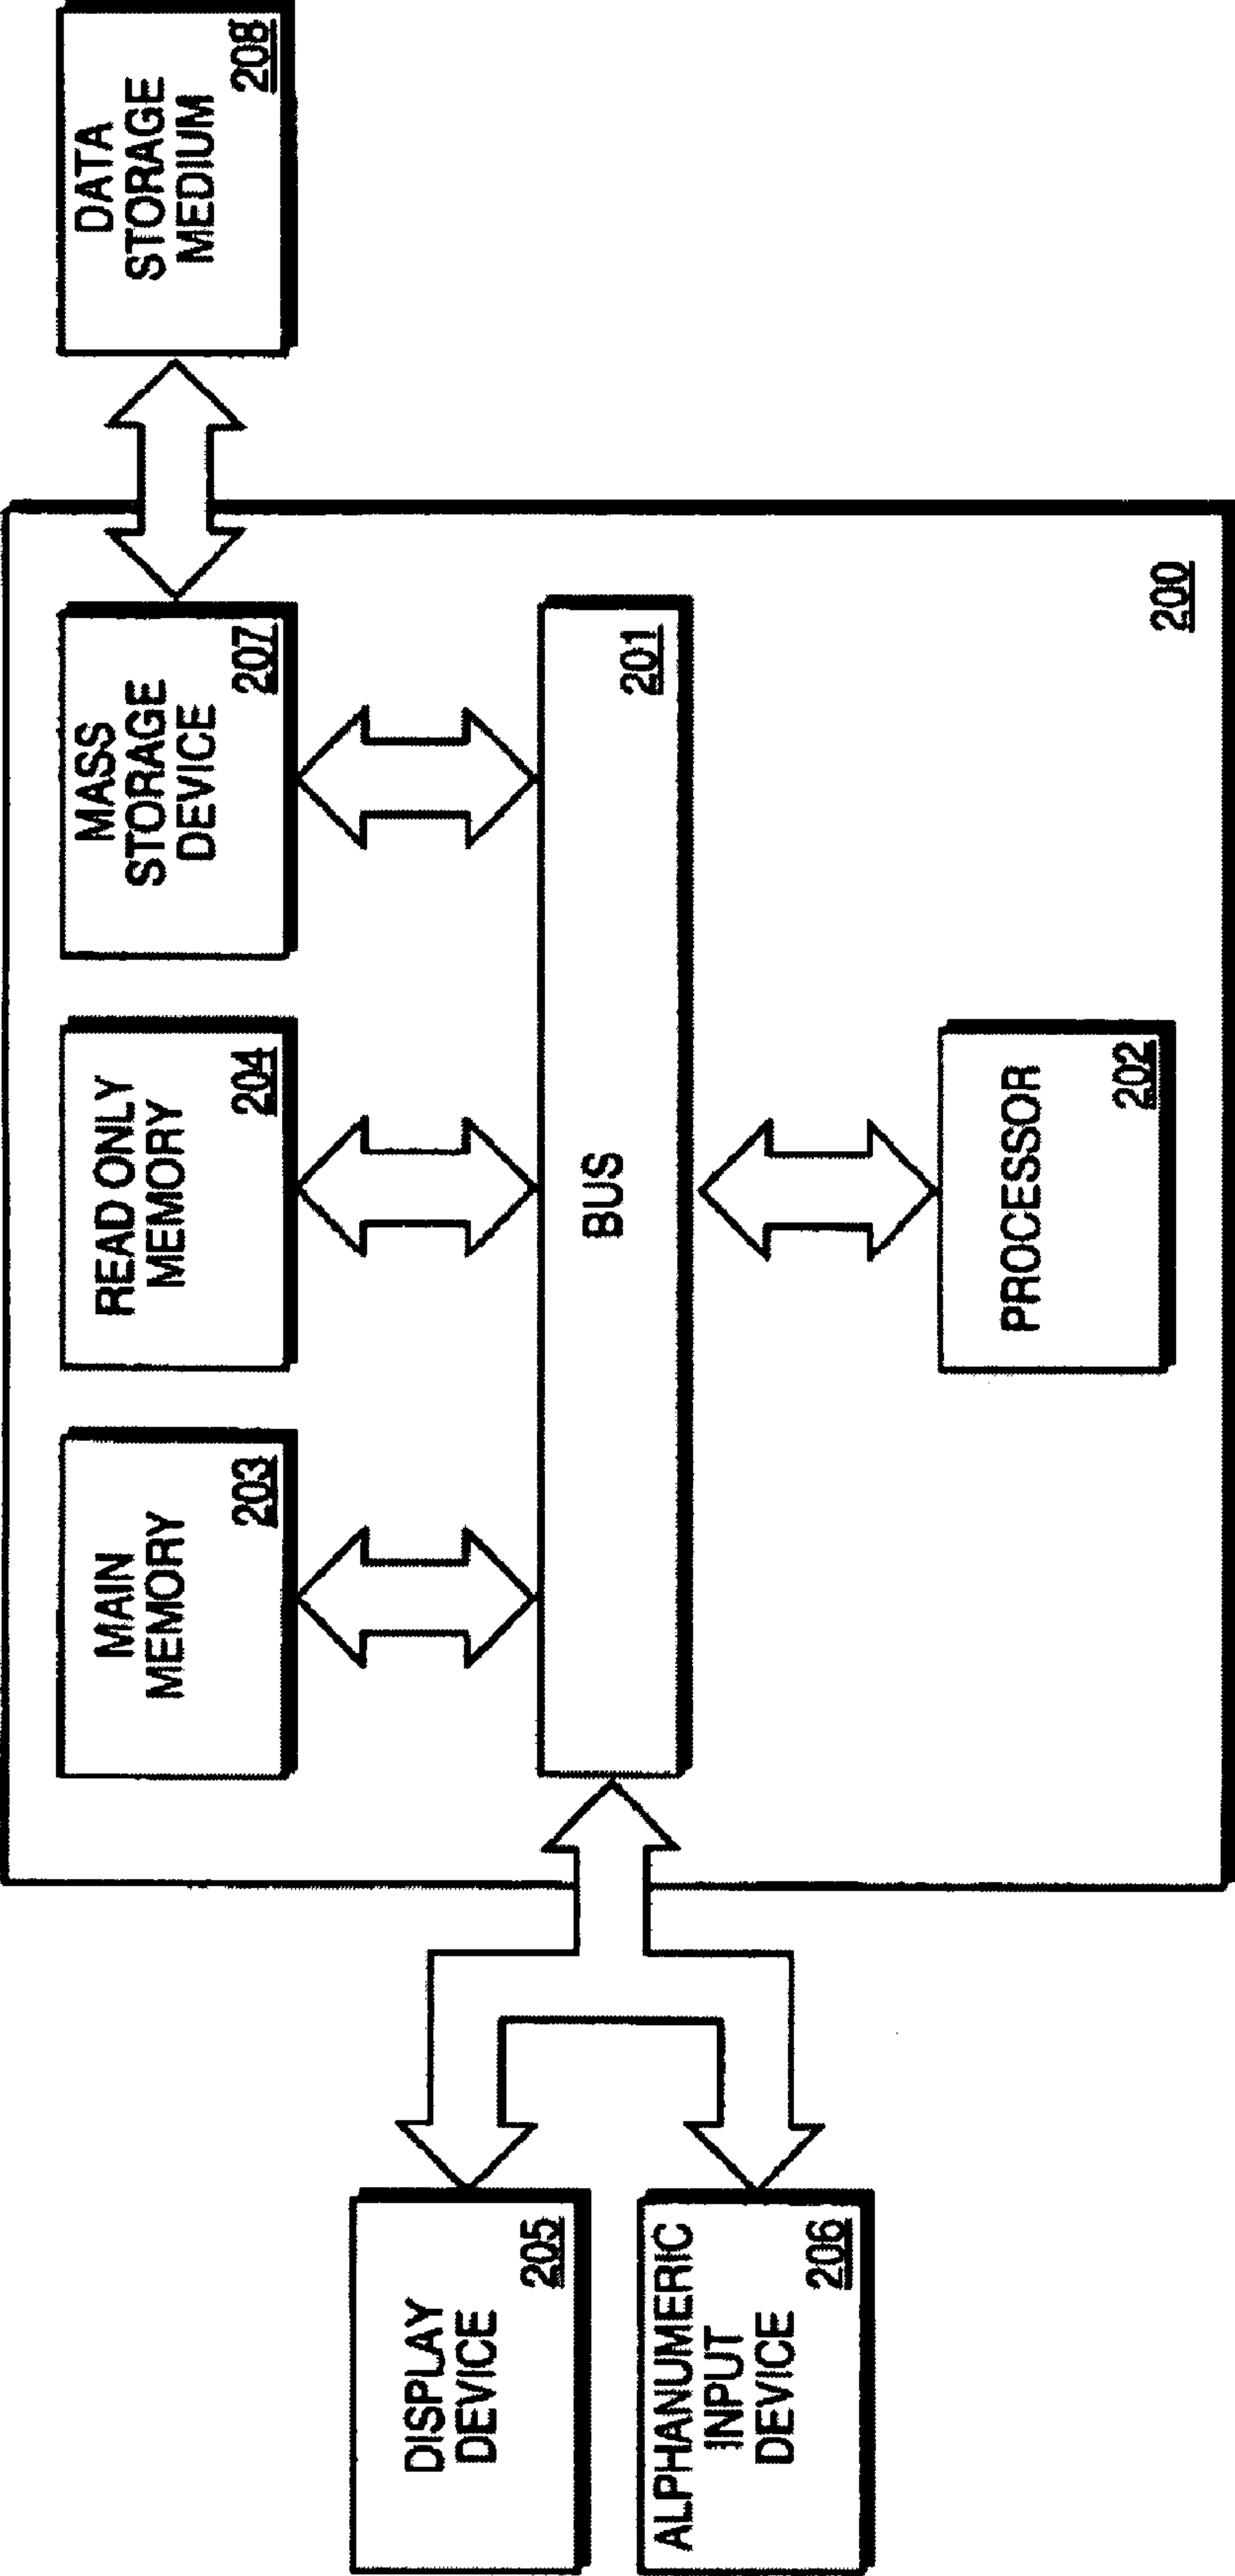 MAIN
MEMORY
203
READ ONLY
MEMORY
204
MASS
STORAGE
DEVICE
207
DATA
STORAGE
MEDIUM
208
DISPLAY
DEVICE
205
BUS
201
ALPHANUMERIC
INPUT
DEVICE
206
PROCESSOR
202
200